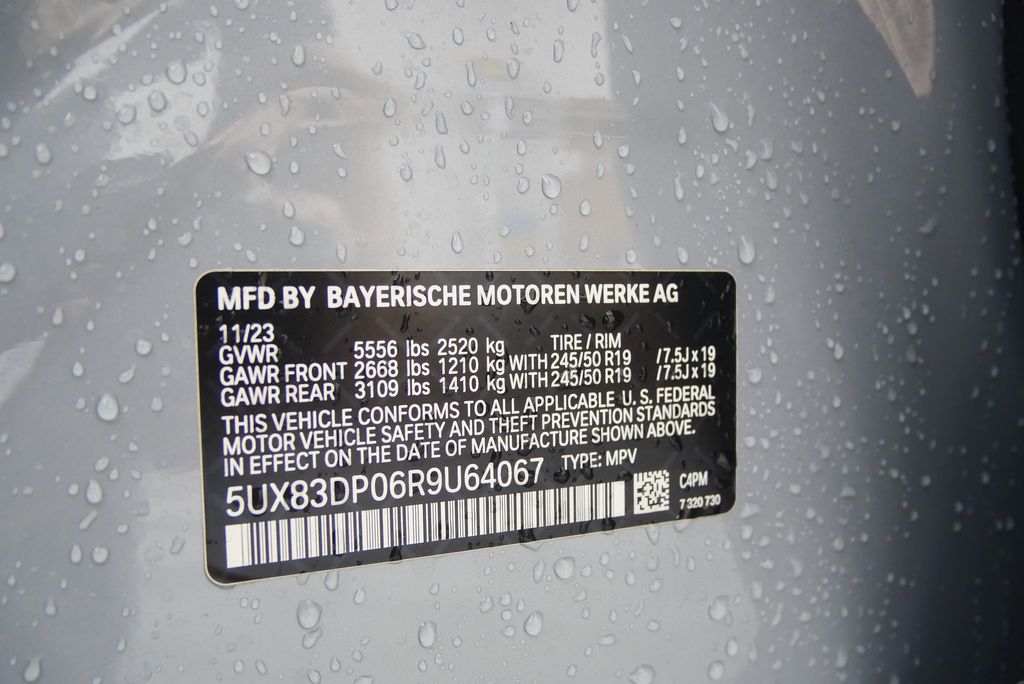 MFD BY BAYERISCHE MOTOREN WERKE AG
11/23
GVWR 5556 lbs 2520 kg TIRE / RIM
GAWR FRONT 2668 lbs 1210 kg WITH 245/50 R19 /7.5J x 19
GAWR REAR 3109 lbs 1410 kg WITH 245/50 R19 /7.5J x 19
THIS VEHICLE CONFORMS TO ALL APPLICABLE U.S. FEDERAL
MOTOR VEHICLE SAFETY AND THEFT PREVENTION STANDARDS
IN EFFECT ON THE DATE OF MANUFACTURE SHOWN ABOVE.
5UX83DP06R9U64067 TYPE: MPV
C4PM
7 320 730